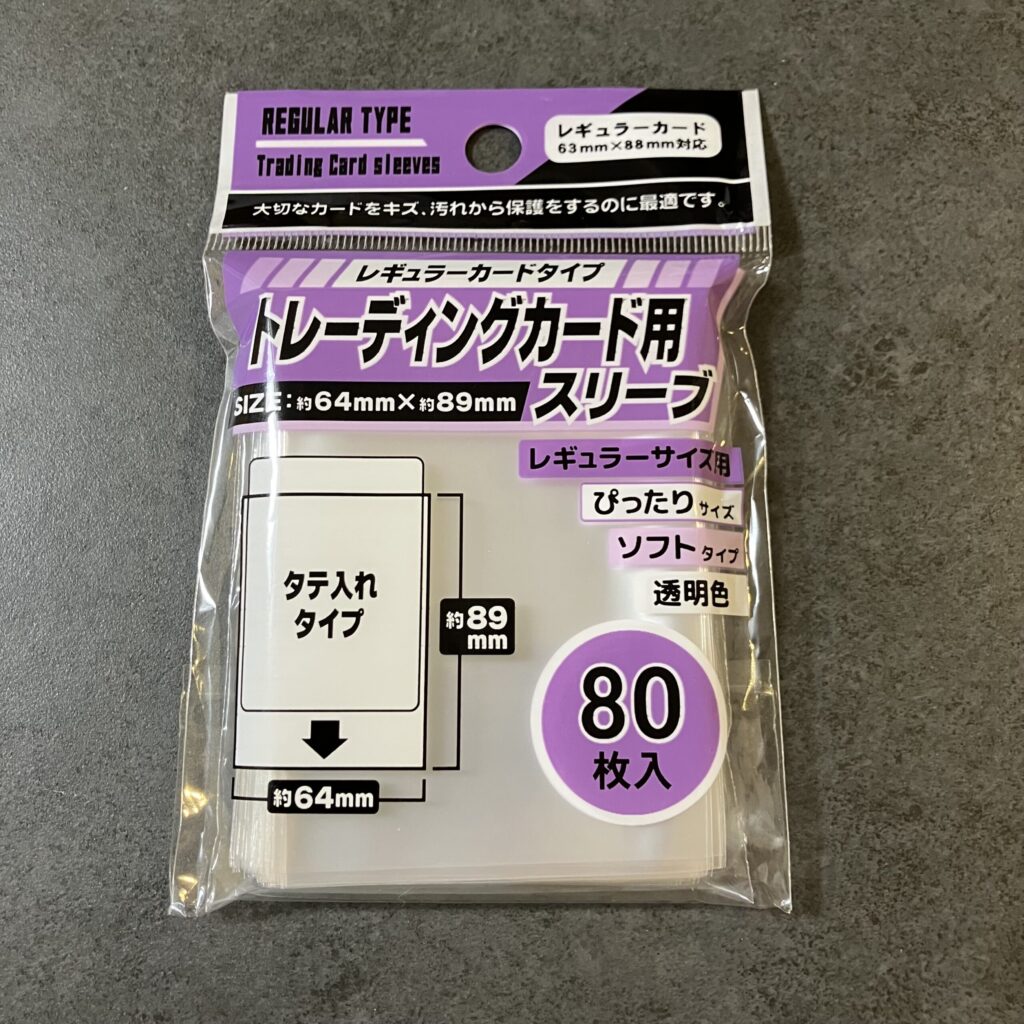 REGULAR TYPE
Trading Card sleeves
レギュラーカード
63mm×88mm対応
大切なカードをキズ、汚れから保護をするのに最適です。
レギュラーカードタイプ
トレーディングカード用
スリーブ
SIZE:約64mm×約89mm
レギュラーサイズ用
ぴったりサイズ
ソフトタイプ
透明色
タテ入れ
タイプ
約89
mm
約64mm
80
枚入